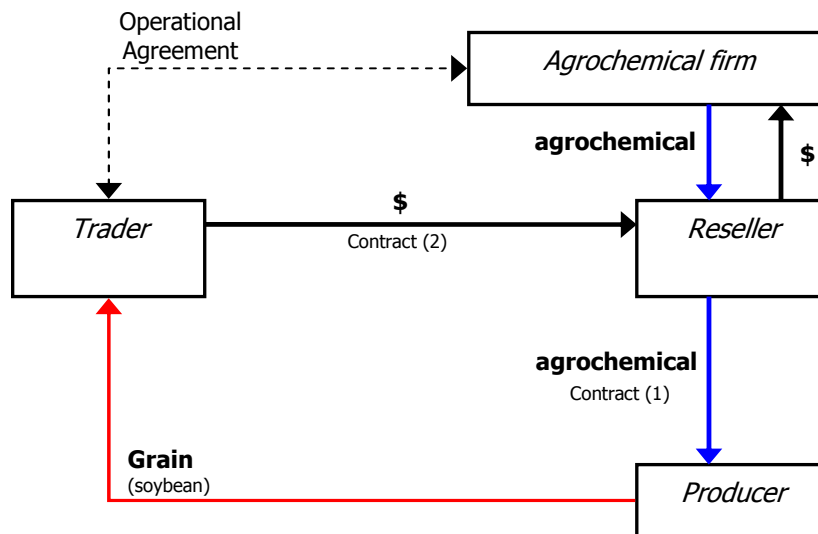 Operational
Agreement
Agrochemical firm
agrochemical
$
Trader
$
Contract (2)
Reseller
agrochemical
Contract (1)
Grain
(soybean)
Producer